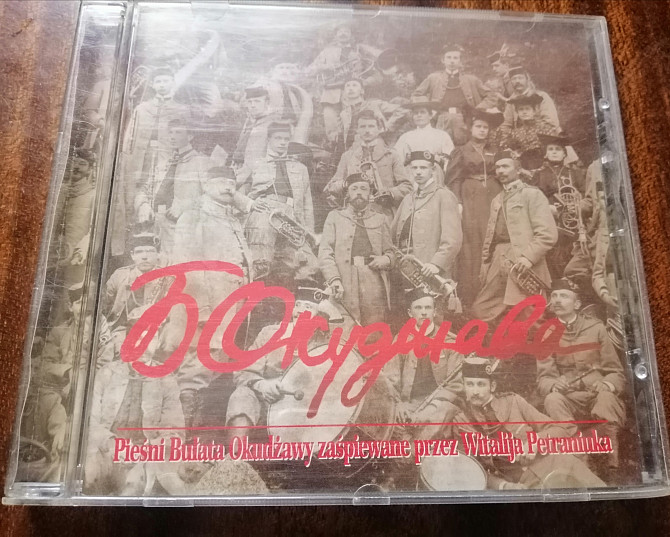 Б Окуджава
Pieśni Bułata Okudżawy zaśpiewane przez Witalija Petraniuka